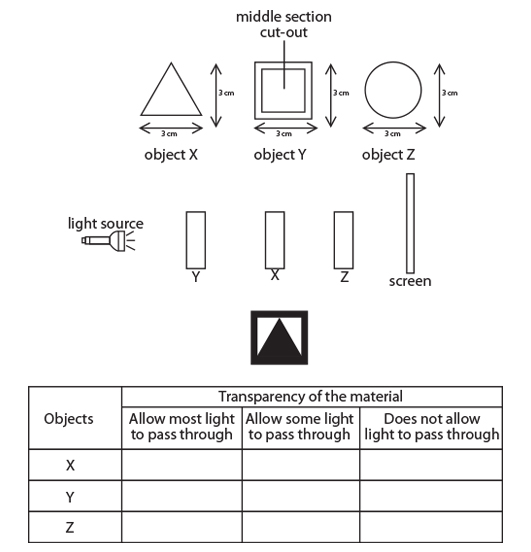 middle section
cut-out
3 cm
3 cm
3 cm
3 cm
3 cm
3 cm
object X
object Y
object Z
light source
Y
X
Z
screen
Objects
Transparency of the material
Allow most light
to pass through
Allow some light
to pass through
Does not allow
light to pass through
X
Y
Z